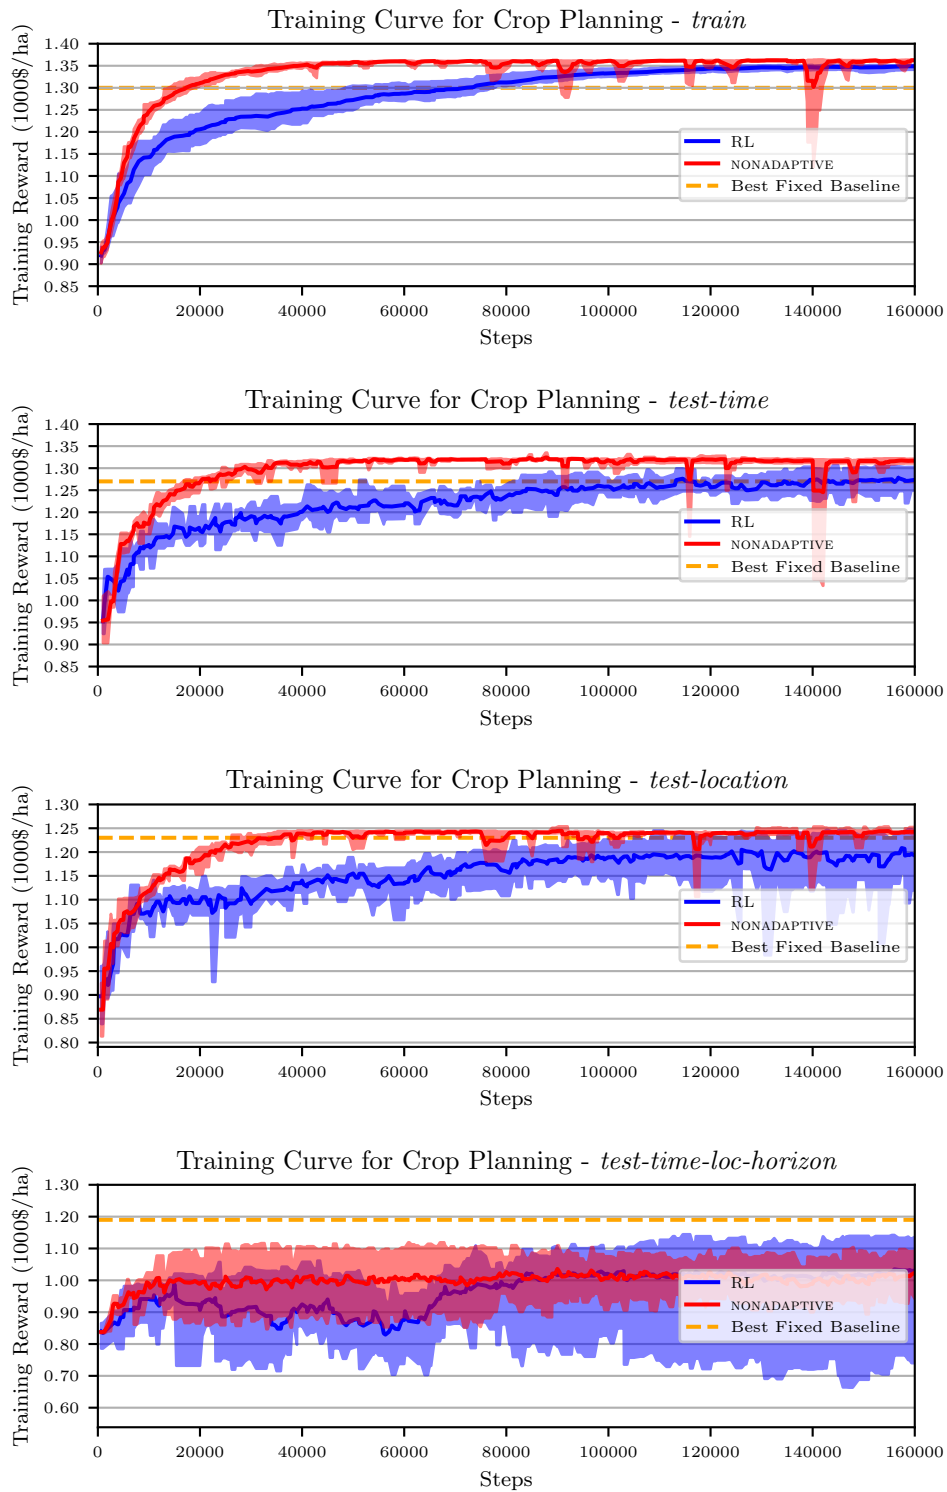 Training Curve for Crop Planning - train
Training Reward (1000$/ha)
1.40
1.35
1.30
1.25
1.20
1.15
1.10
1.05
1.00
0.95
0.90
0.85
RL
NONADAPTIVE
Best Fixed Baseline
0 20000 40000 60000 80000 100000 120000 140000 160000
Steps
Training Curve for Crop Planning - test-time
Training Reward (1000$/ha)
1.40
1.35
1.30
1.25
1.20
1.15
1.10
1.05
1.00
0.95
0.90
0.85
RL
NONADAPTIVE
Best Fixed Baseline
0 20000 40000 60000 80000 100000 120000 140000 160000
Steps
Training Curve for Crop Planning - test-location
Training Reward (1000$/ha)
1.30
1.25
1.20
1.15
1.10
1.05
1.00
0.95
0.90
0.85
0.80
RL
NONADAPTIVE
Best Fixed Baseline
0 20000 40000 60000 80000 100000 120000 140000 160000
Steps
Training Curve for Crop Planning - test-time-loc-horizon
Training Reward (1000$/ha)
1.30
1.20
1.10
1.00
0.90
0.80
0.70
0.60
RL
NONADAPTIVE
Best Fixed Baseline
0 20000 40000 60000 80000 100000 120000 140000 160000
Steps